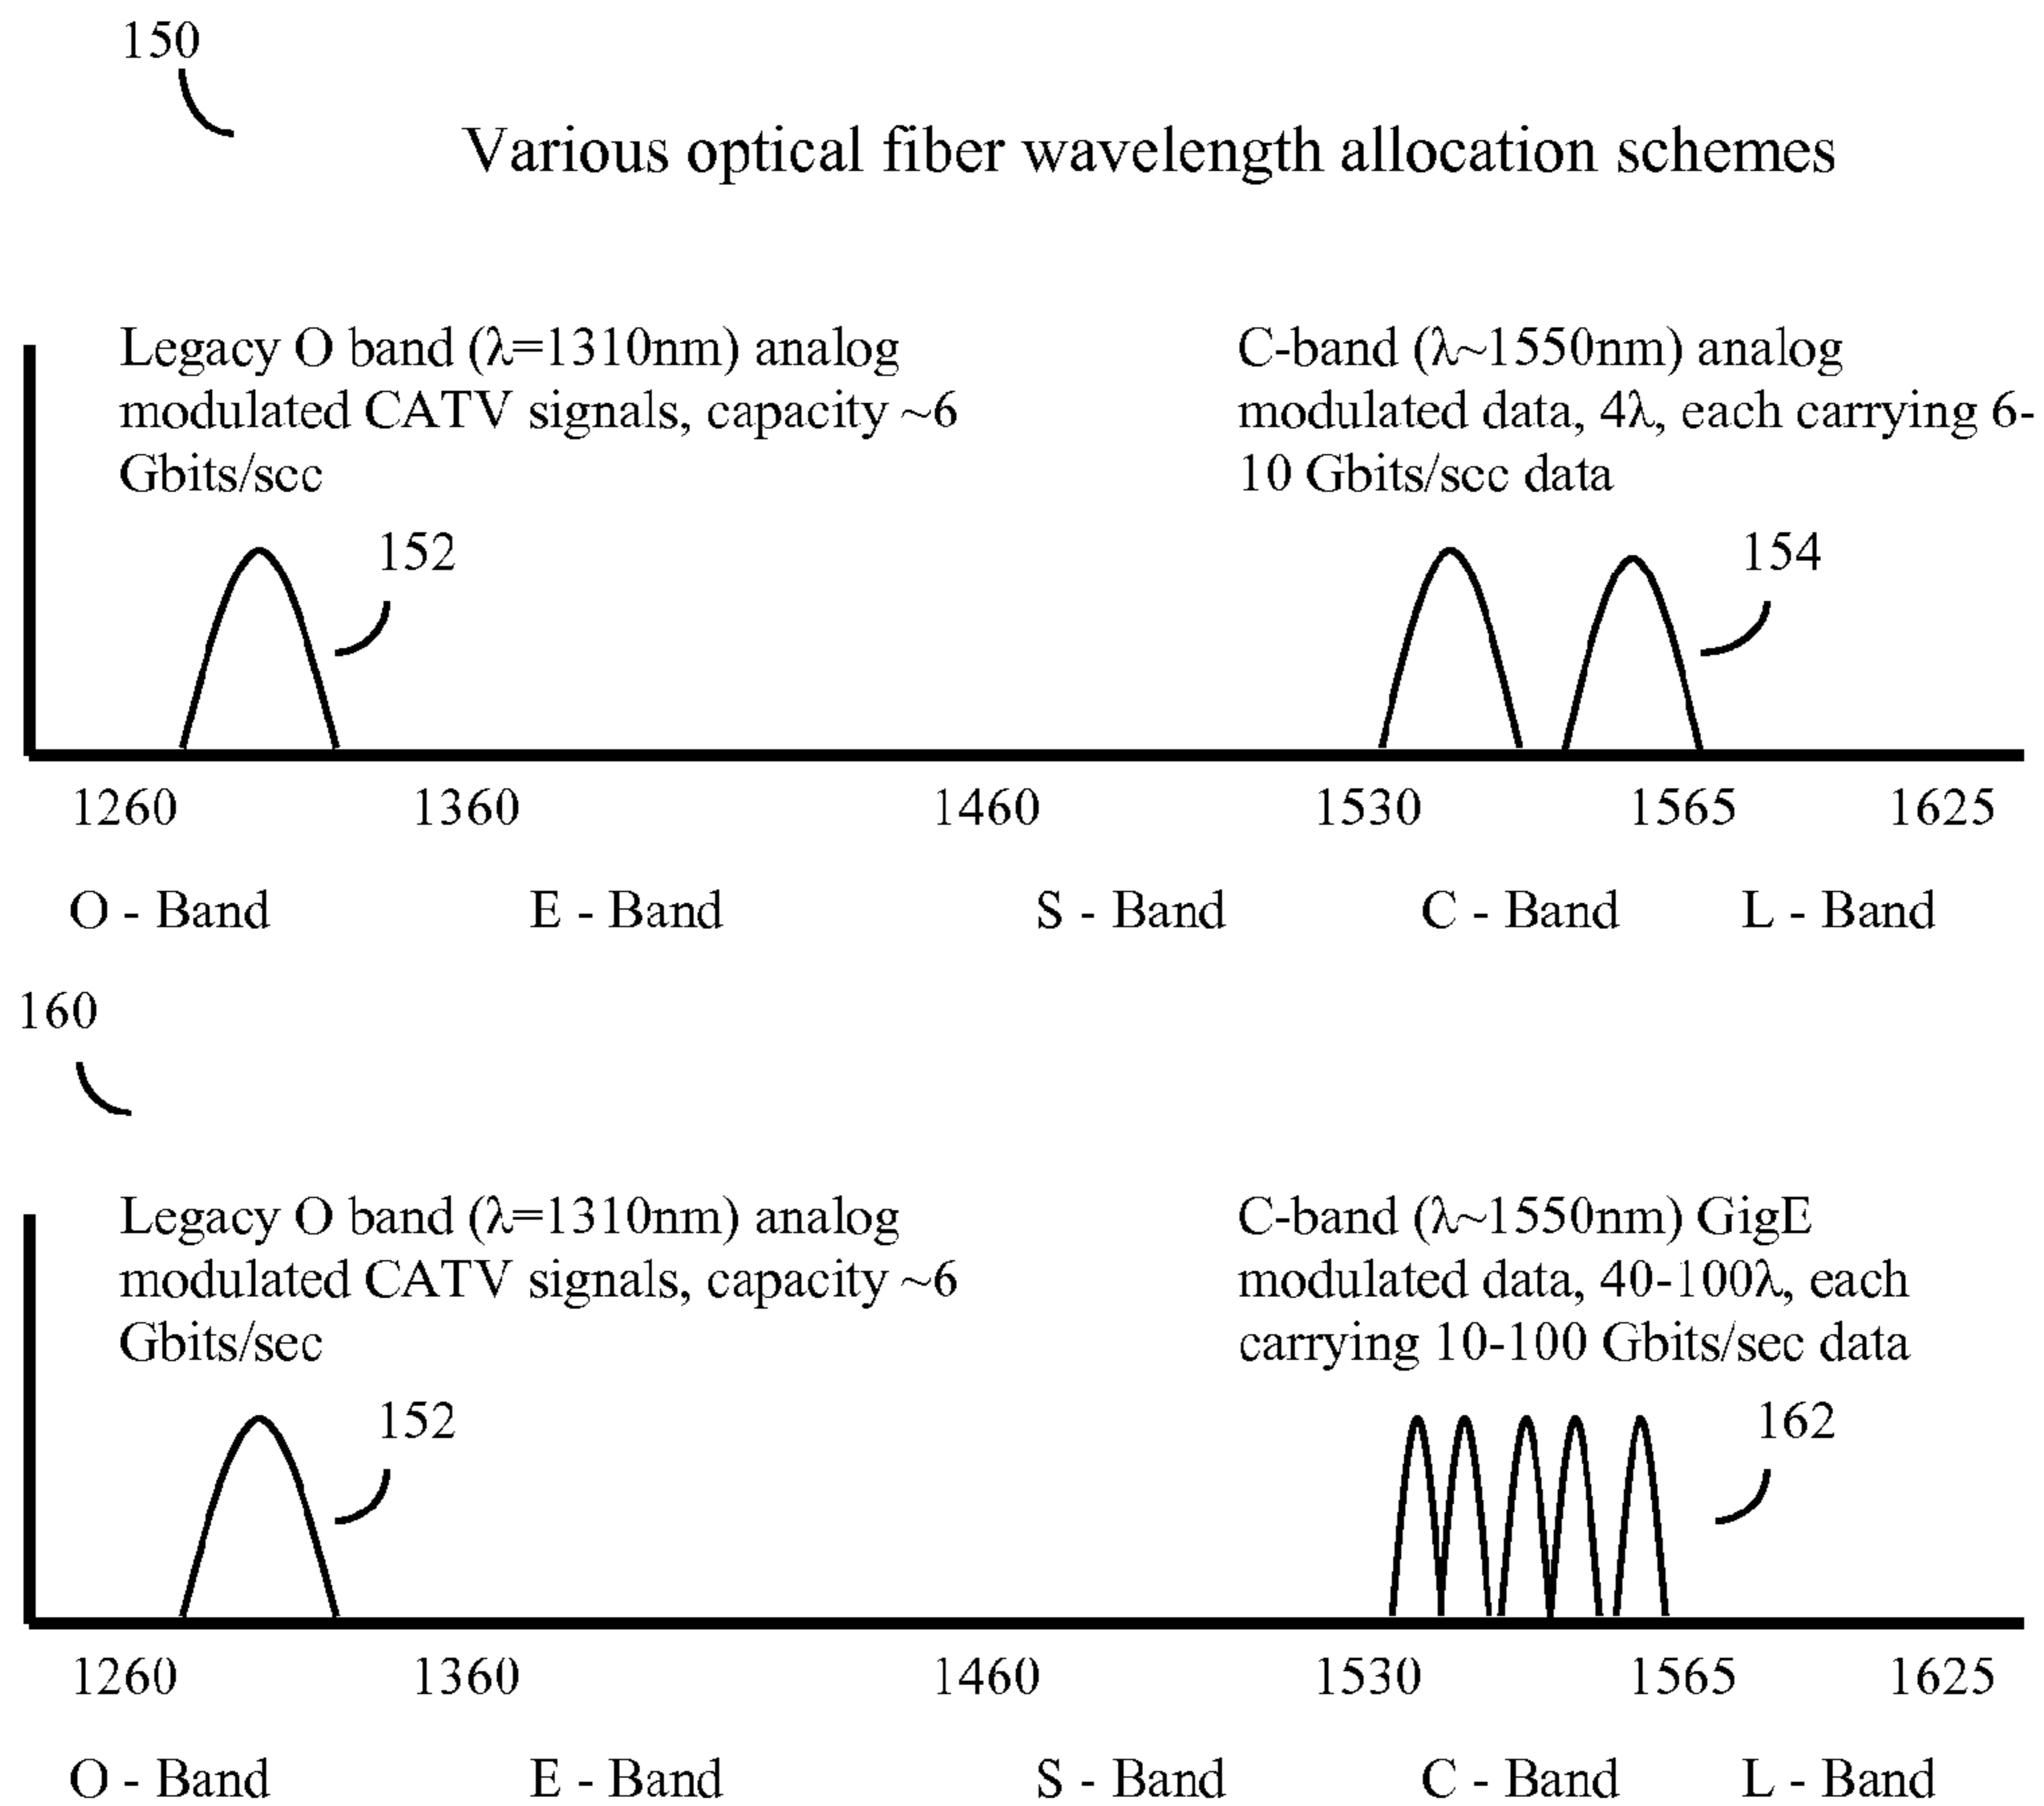 150
Various optical fiber wavelength allocation schemes
Legacy O band (λ=1310nm) analog
modulated CATV signals, capacity ~6
Gbits/scc
C-band (λ~1550nm) analog
modulated data, 4λ, each carrying 6-
10 Gbits/scc data
152
154
1260 1360 1460 1530 1565 1625
O - Band E - Band S - Band C - Band L - Band
160
Legacy O band (λ=1310nm) analog
modulated CATV signals, capacity ~6
Gbits/sec
C-band (λ~1550nm) GigE
modulated data, 40-100λ, each
carrying 10-100 Gbits/sec data
152
162
1260 1360 1460 1530 1565 1625
O - Band E - Band S - Band C - Band L - Band